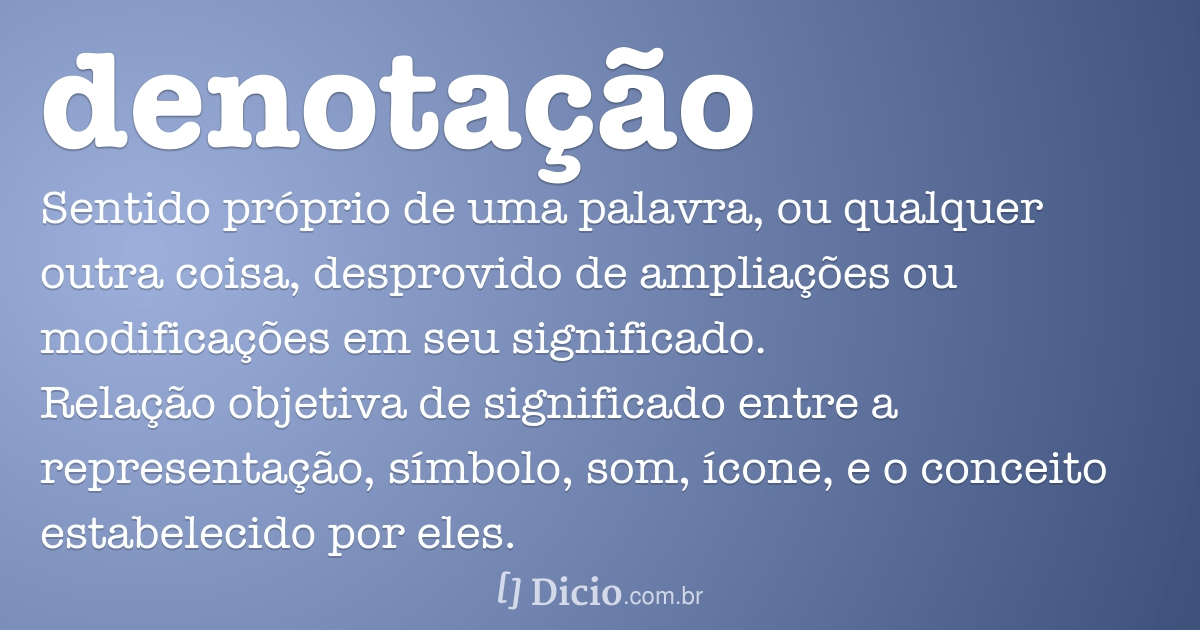 denotação
Sentido próprio de uma palavra, ou qualquer
outra coisa, desprovido de ampliações ou
modificações em seu significado.
Relação objetiva de significado entre a
representação, símbolo, som, ícone, e o conceito
estabelecido por eles.
[] Dicio.com.br